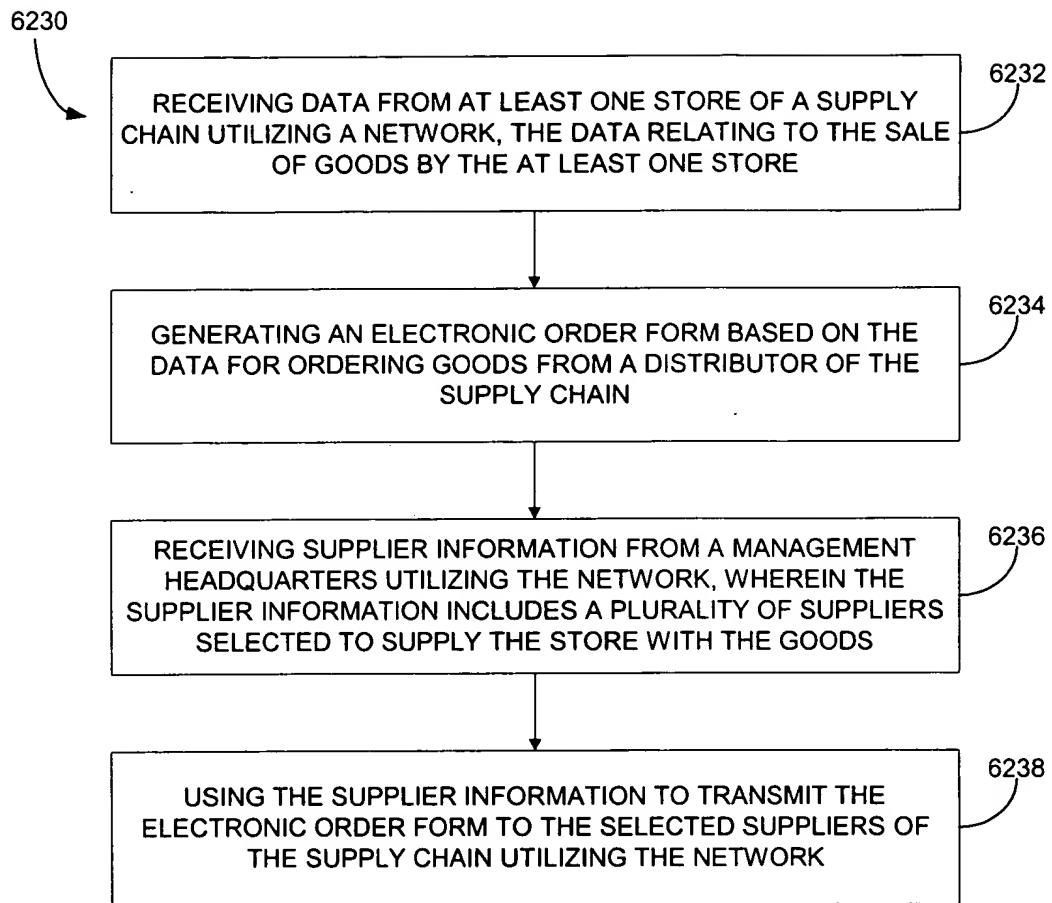 6230
6232
RECEIVING DATA FROM AT LEAST ONE STORE OF A SUPPLY
CHAIN UTILIZING A NETWORK, THE DATA RELATING TO THE SALE
OF GOODS BY THE AT LEAST ONE STORE
6234
GENERATING AN ELECTRONIC ORDER FORM BASED ON THE
DATA FOR ORDERING GOODS FROM A DISTRIBUTOR OF THE
SUPPLY CHAIN
6236
RECEIVING SUPPLIER INFORMATION FROM A MANAGEMENT
HEADQUARTERS UTILIZING THE NETWORK, WHEREIN THE
SUPPLIER INFORMATION INCLUDES A PLURALITY OF SUPPLIERS
SELECTED TO SUPPLY THE STORE WITH THE GOODS
6238
USING THE SUPPLIER INFORMATION TO TRANSMIT THE
ELECTRONIC ORDER FORM TO THE SELECTED SUPPLIERS OF
THE SUPPLY CHAIN UTILIZING THE NETWORK